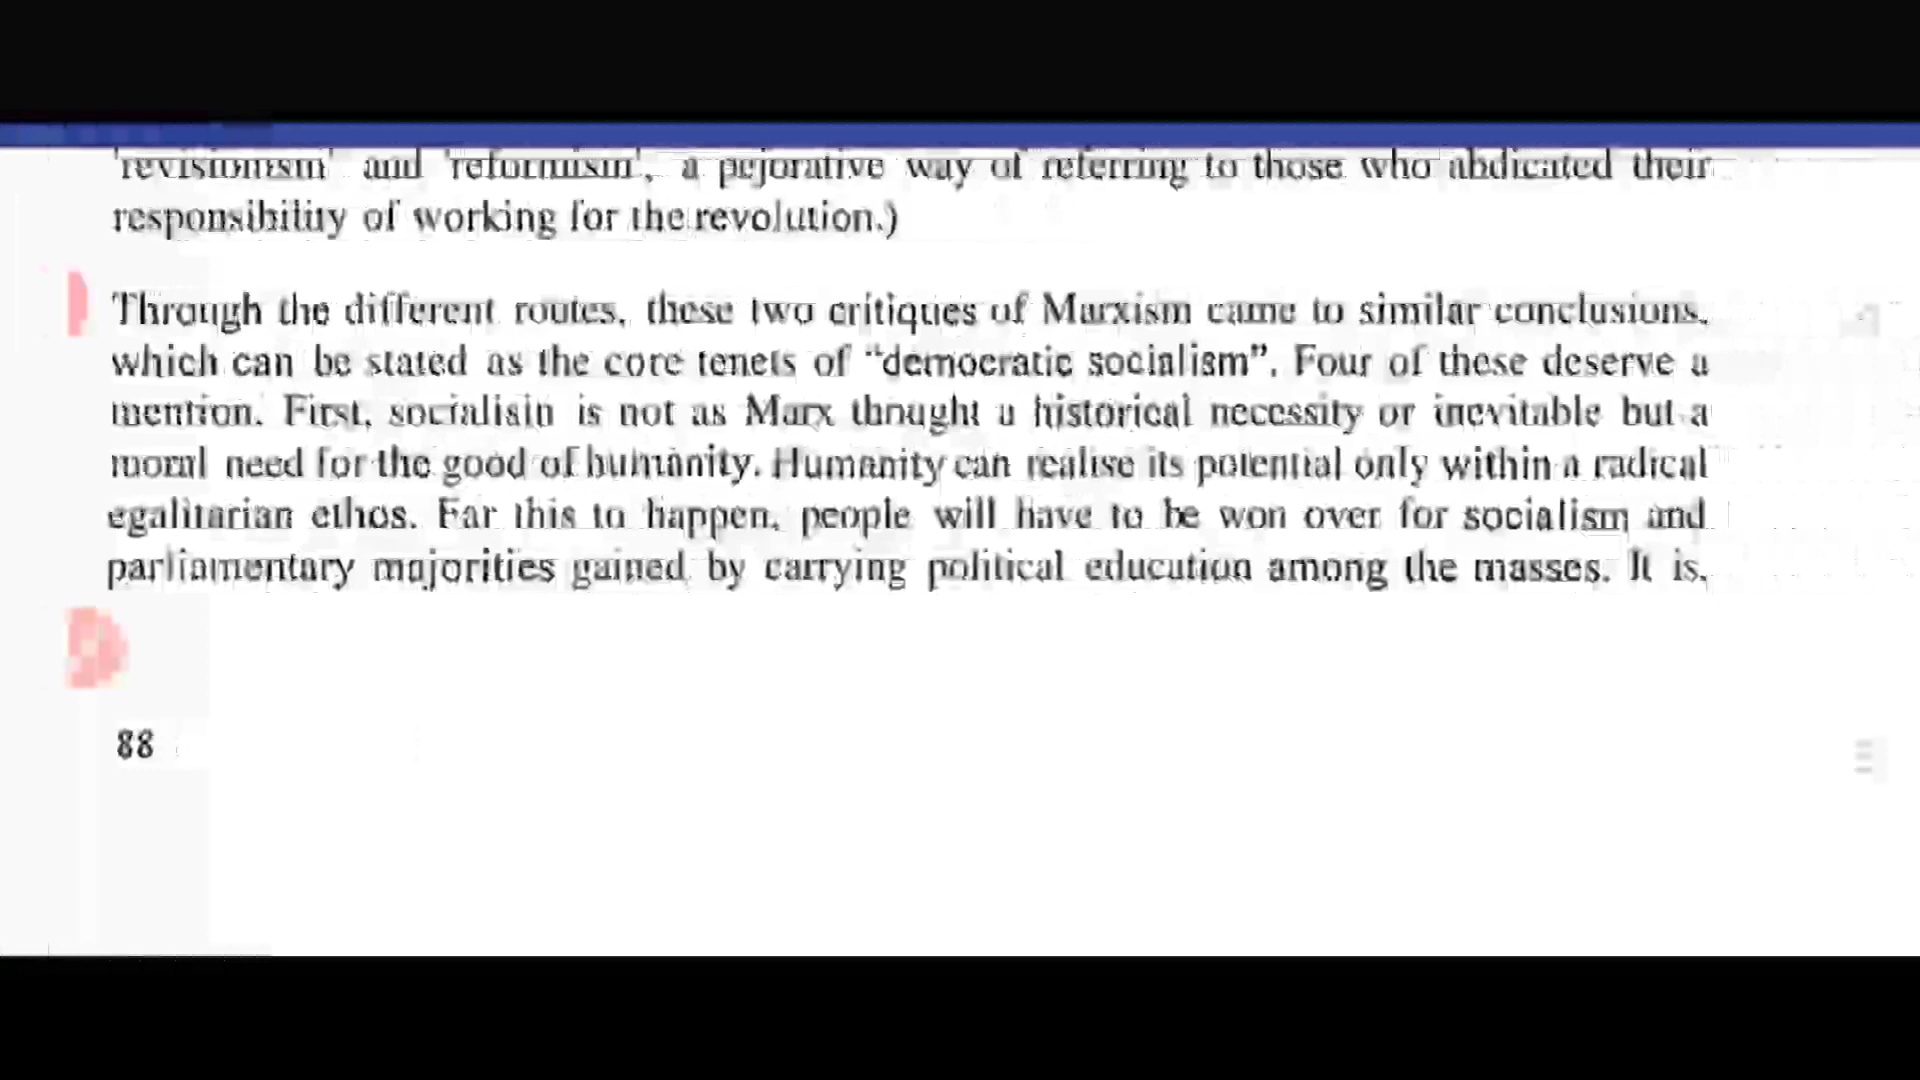 'revisionism' and 'reformism', a pejorative way of referring to those who abdicated their
responsibility of working for the revolution.)
Through the different routes, these two critiques of Marxism came to similar conclusions,
which can be stated as the core tenets of “democratic socialism”. Four of these deserve a
mention. First, socialism is not as Marx thought a historical necessity or inevitable but a
moral need for the good of humanity. Humanity can realise its potential only within a radical
egalitarian ethos. For this to happen, people will have to be won over for socialism and
parliamentary majorities gained by carrying political education among the masses. It is,
88